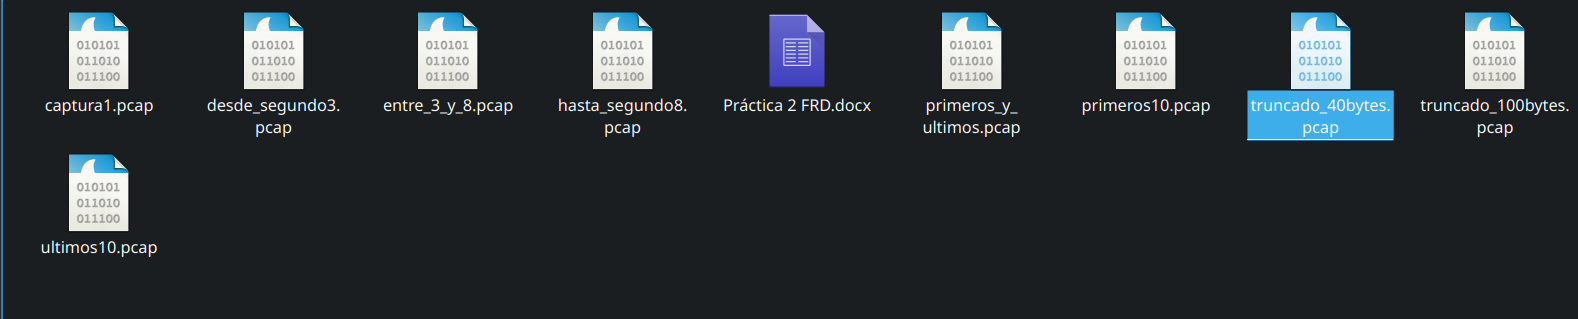 010101
011010
011100
010101
011010
011100
010101
011010
011100
010101
011010
011100
010101
011010
011100
010101
011010
011100
010101
011010
011100
010101
011010
011100
captura1.pcap
desde_segundo3.
pcap
entre_3_y_8.pcap
hasta_segundo8.
pcap
Práctica 2 FRD.docx
primeros_y_
ultimos.pcap
primeros10.pcap
truncado_40bytes.
pcap
truncado_100bytes.
pcap
010101
011010
011100
ultimos10.pcap